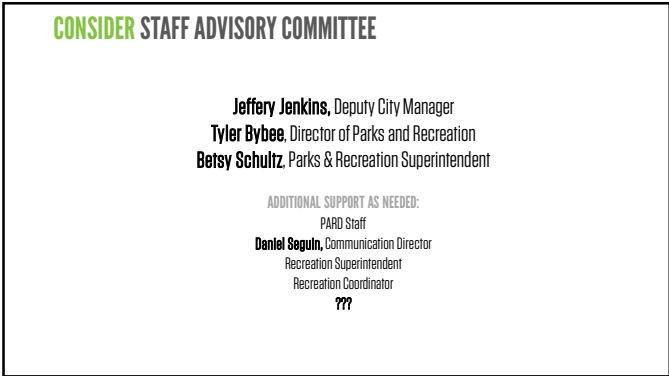 CONSIDER STAFF ADVISORY COMMITTEE
Jeffery Jenkins, Deputy City Manager
Tyler Bybee, Director of Parks and Recreation
Betsy Schultz, Parks & Recreation Superintendent
ADDITIONAL SUPPORT AS NEEDED:
PARD Staff
Daniel Seguin, Communication Director
Recreation Superintendent
Recreation Coordinator
???